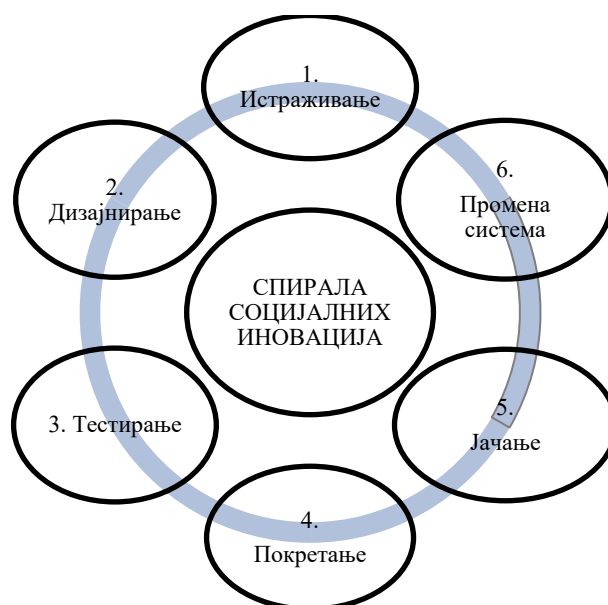 1.
Истраживање
2.
Дизајнирање
3. Тестирање
4.
Покретање
5.
Јачање
6.
Промена
система
СПИРАЛА
СОЦИЈАЛНИХ
ИНОВАЦИЈА